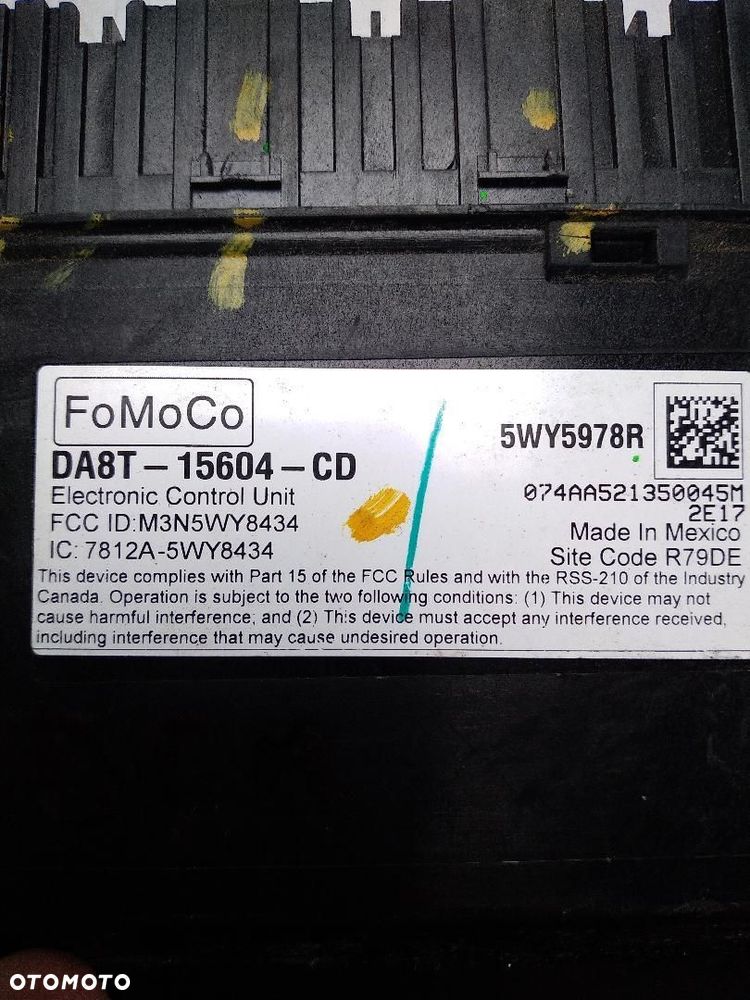 FoMoCo
5WY5978R
DA8T-15604-CD
074AA521350045M
Electronic Control Unit
2E17
FCC ID:M3N5WY8434
Made In Mexico
IC: 7812A-5WY8434
Site Code R79DE
This device complies with Part 15 of the FCC Rules and with the RSS-210 of the Industry
Canada. Operation is subject to the two following conditions: (1) This device may not
cause harmful interference, and (2) This device must accept any interference received,
including interference that may cause undesired operation.
OTOMOTO